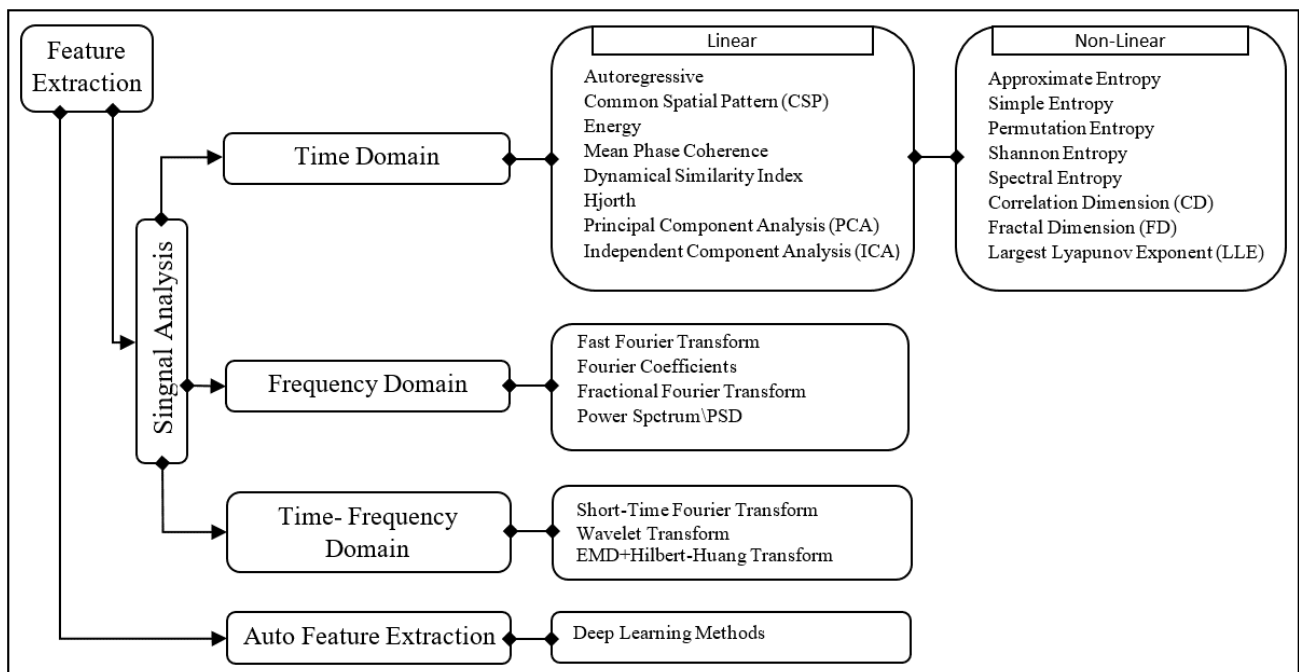 Feature
Extraction
Singnal Analysis
Time Domain
Linear
Autoregressive
Common Spatial Pattern (CSP)
Energy
Mean Phase Coherence
Dynamical Similarity Index
Hjorth
Principal Component Analysis (PCA)
Independent Component Analysis (ICA)
Non-Linear
Approximate Entropy
Simple Entropy
Permutation Entropy
Shannon Entropy
Spectral Entropy
Correlation Dimension (CD)
Fractal Dimension (FD)
Largest Lyapunov Exponent (LLE)
Frequency Domain
Fast Fourier Transform
Fourier Coefficients
Fractional Fourier Transform
Power Spctrum\PSD
Time- Frequency
Domain
Short-Time Fourier Transform
Wavelet Transform
EMD+Hilbert-Huang Transform
Auto Feature Extraction
Deep Learning Methods